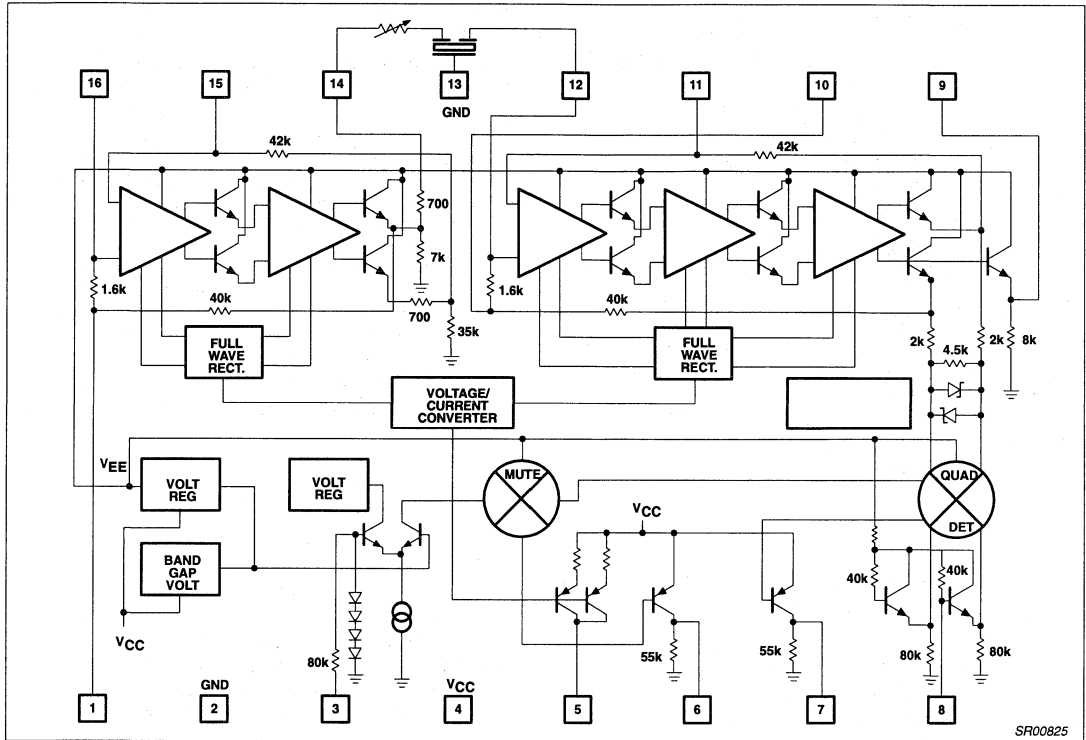 16
15
14
13
12
11
10
9
GND
42k
42k
700
7k
1.6k
40k
700
35k
1.6k
40k
2k
2k
8k
4.5k
FULL
WAVE
RECT.
FULL
WAVE
RECT.
VOLTAGE/
CURRENT
CONVERTER
VEE
VOLT
REG
VOLT
REG
MUTE
QUAD
DET
VCC
BAND
GAP
VOLT
40k
40k
VCC
80k
55k
55k
80k
80k
GND
VCC
1
2
3
4
5
6
7
8
SR00825